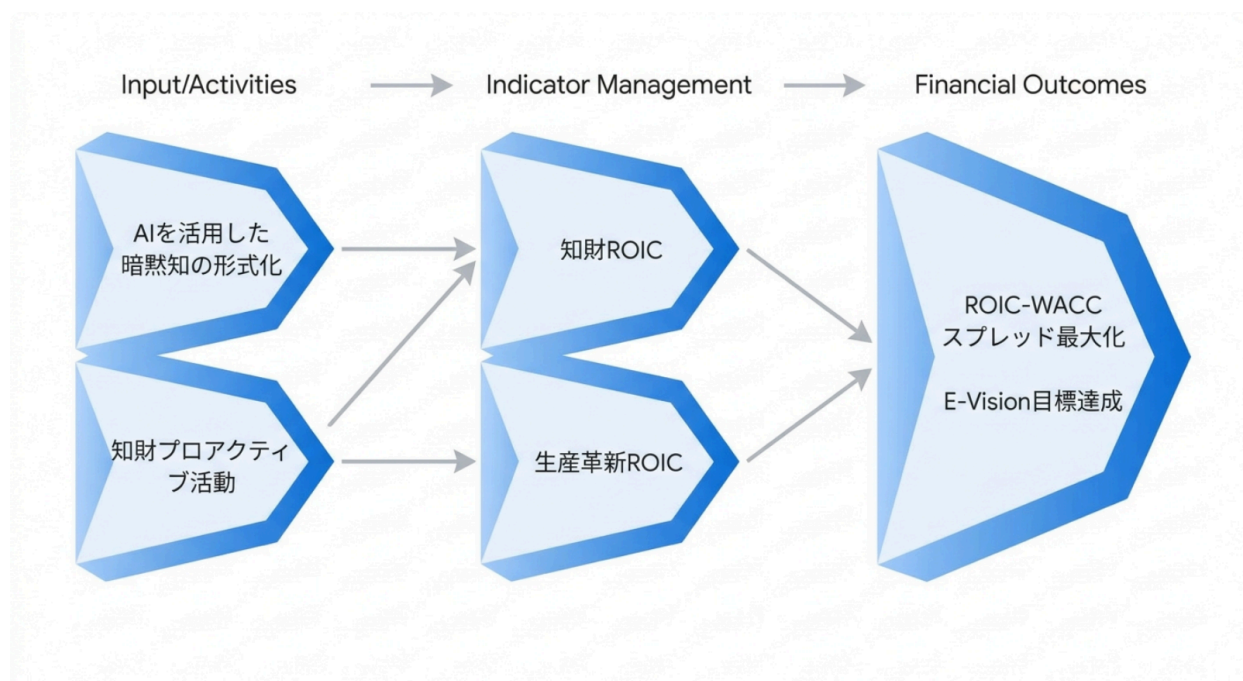 Input/Activities
Indicator Management
Financial Outcomes
AIを活用した
暗黙知の形式化
知財プロアクティ
ブ活動
知財ROIC
生産革新ROIC
ROIC-WACC
スプレッド最大化
E-Vision目標達成